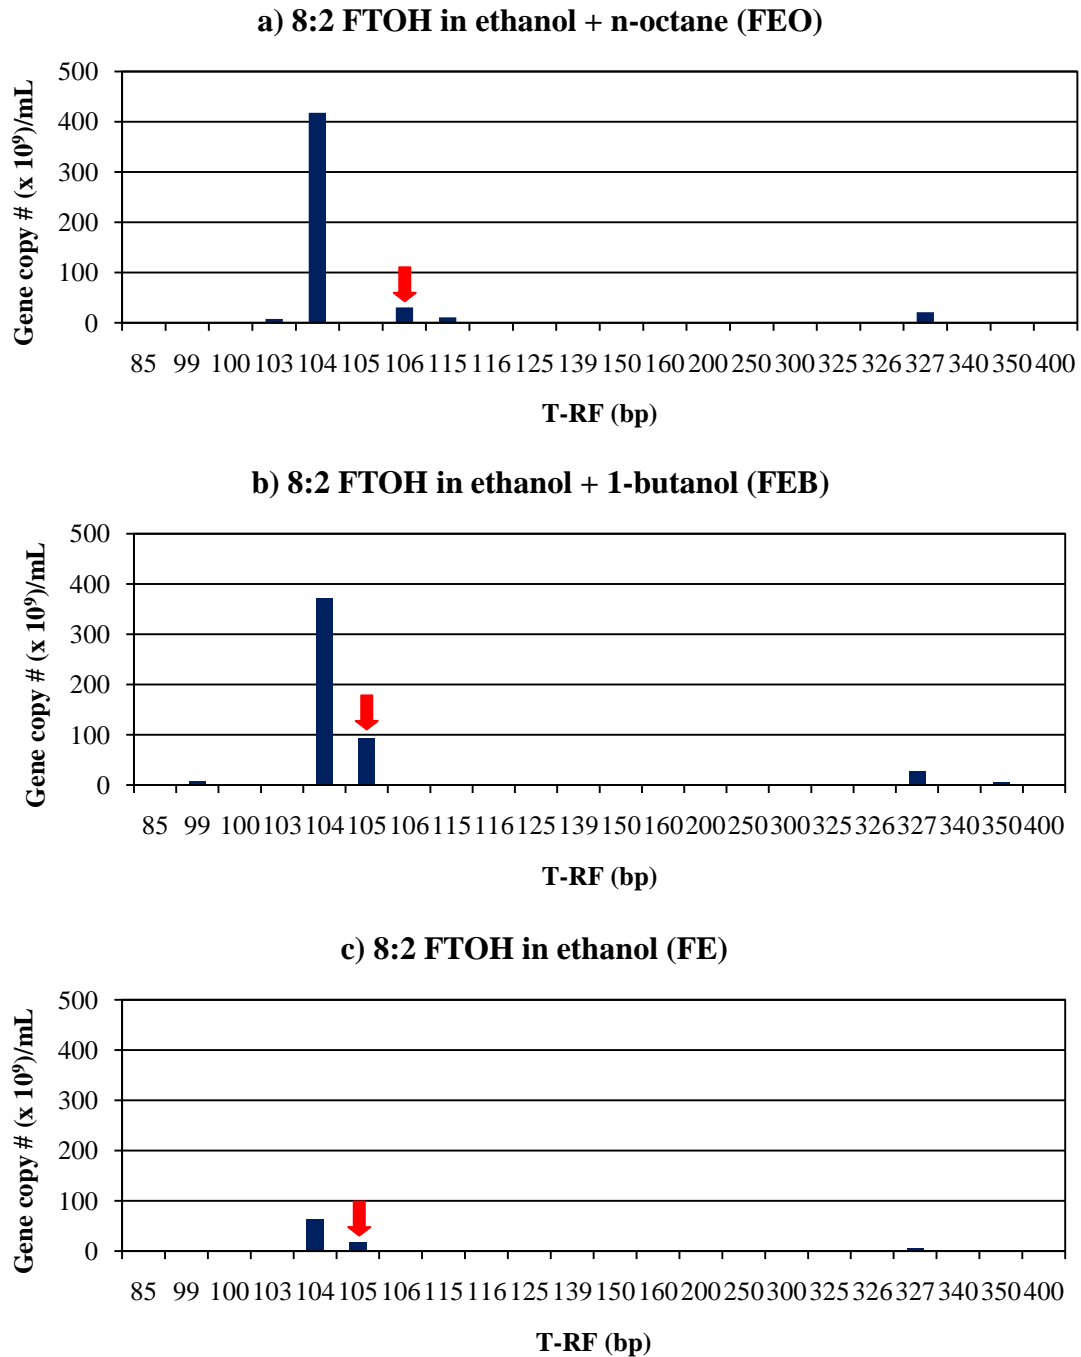 a) 8:2 FTOH in ethanol + n-octane (FEO)
Gene copy # (x 10⁹)/mL
500
400
300
200
100
0
85 99 100 103 104 105 106 115 116 125 139 150 160 200 250 300 325 326 327 340 350 400
T-RF (bp)
b) 8:2 FTOH in ethanol + 1-butanol (FEB)
Gene copy # (x 10⁹)/mL
500
400
300
200
100
0
85 99 100 103 104 105 106 115 116 125 139 150 160 200 250 300 325 326 327 340 350 400
T-RF (bp)
c) 8:2 FTOH in ethanol (FE)
Gene copy # (x 10⁹)/mL
500
400
300
200
100
0
85 99 100 103 104 105 106 115 116 125 139 150 160 200 250 300 325 326 327 340 350 400
T-RF (bp)